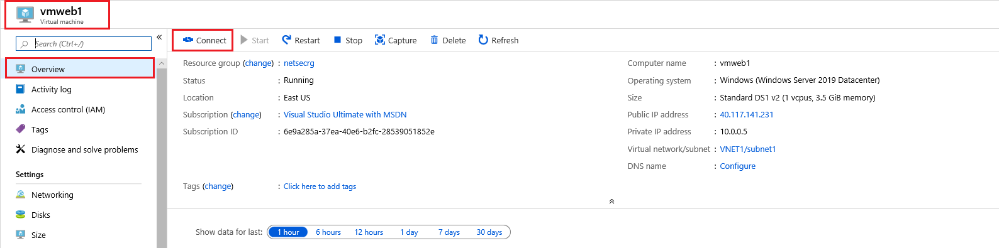 vmweb1
Virtual machine
Search (Ctrl+/)
«
Overview
Activity log
Access control (IAM)
Tags
Diagnose and solve problems
Settings
Networking
Disks
Size
Connect Start Restart Stop Capture Delete Refresh
Resource group (change) : netsecrg
Status : Running
Location : East US
Subscription (change) : Visual Studio Ultimate with MSDN
Subscription ID : 6e9a285a-37ea-40e6-b2fc-28539051852e
Tags (change) : Click here to add tags
Computer name : vmweb1
Operating system : Windows (Windows Server 2019 Datacenter)
Size : Standard DS1 v2 (1 vcpus, 3.5 GiB memory)
Public IP address : 40.117.141.231
Private IP address : 10.0.0.5
Virtual network/subnet : VNET1/subnet1
DNS name : Configure
Show data for last: 1 hour 6 hours 12 hours 1 day 7 days 30 days